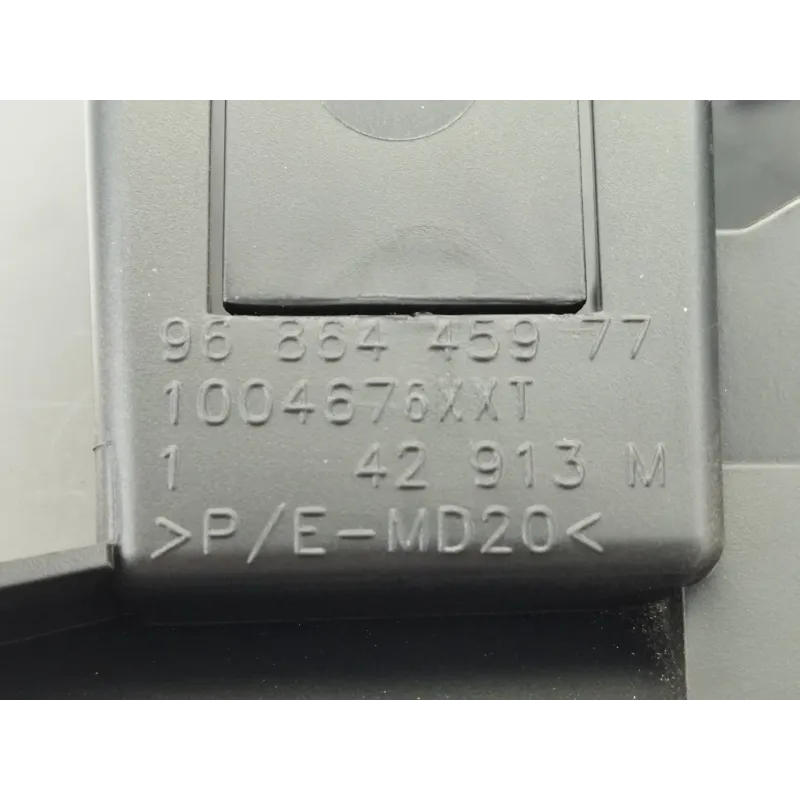 96 864 459 77
1004676XXT
1 42 913 M
>P/E-MD20<